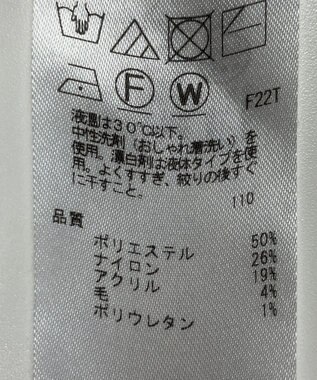 F
W
F22T
液温は30℃以下。
中性洗剤(おしゃれ着洗い)を
使用。漂白剤は液体タイプを使
用。よくすすぎ、絞りの後すぐ
に干すこと。
110
品質
ポリエステル 50%
ナイロン 26%
アクリル 19%
毛 4%
ポリウレタン 1%